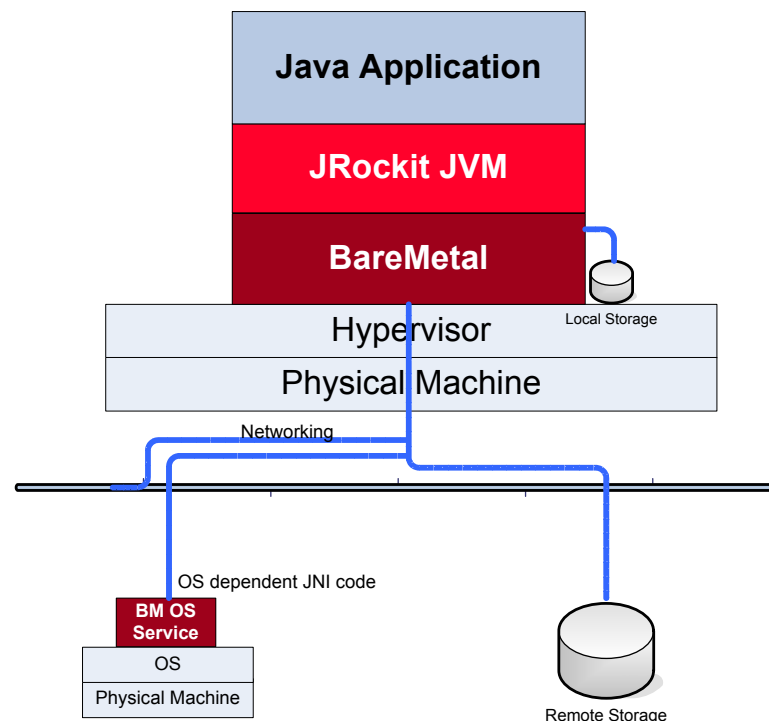 Java Application
JRockit JVM
BareMetal
Local Storage
Hypervisor
Physical Machine
Networking
OS dependent JNI code
BM OS
Service
OS
Physical Machine
Remote Storage